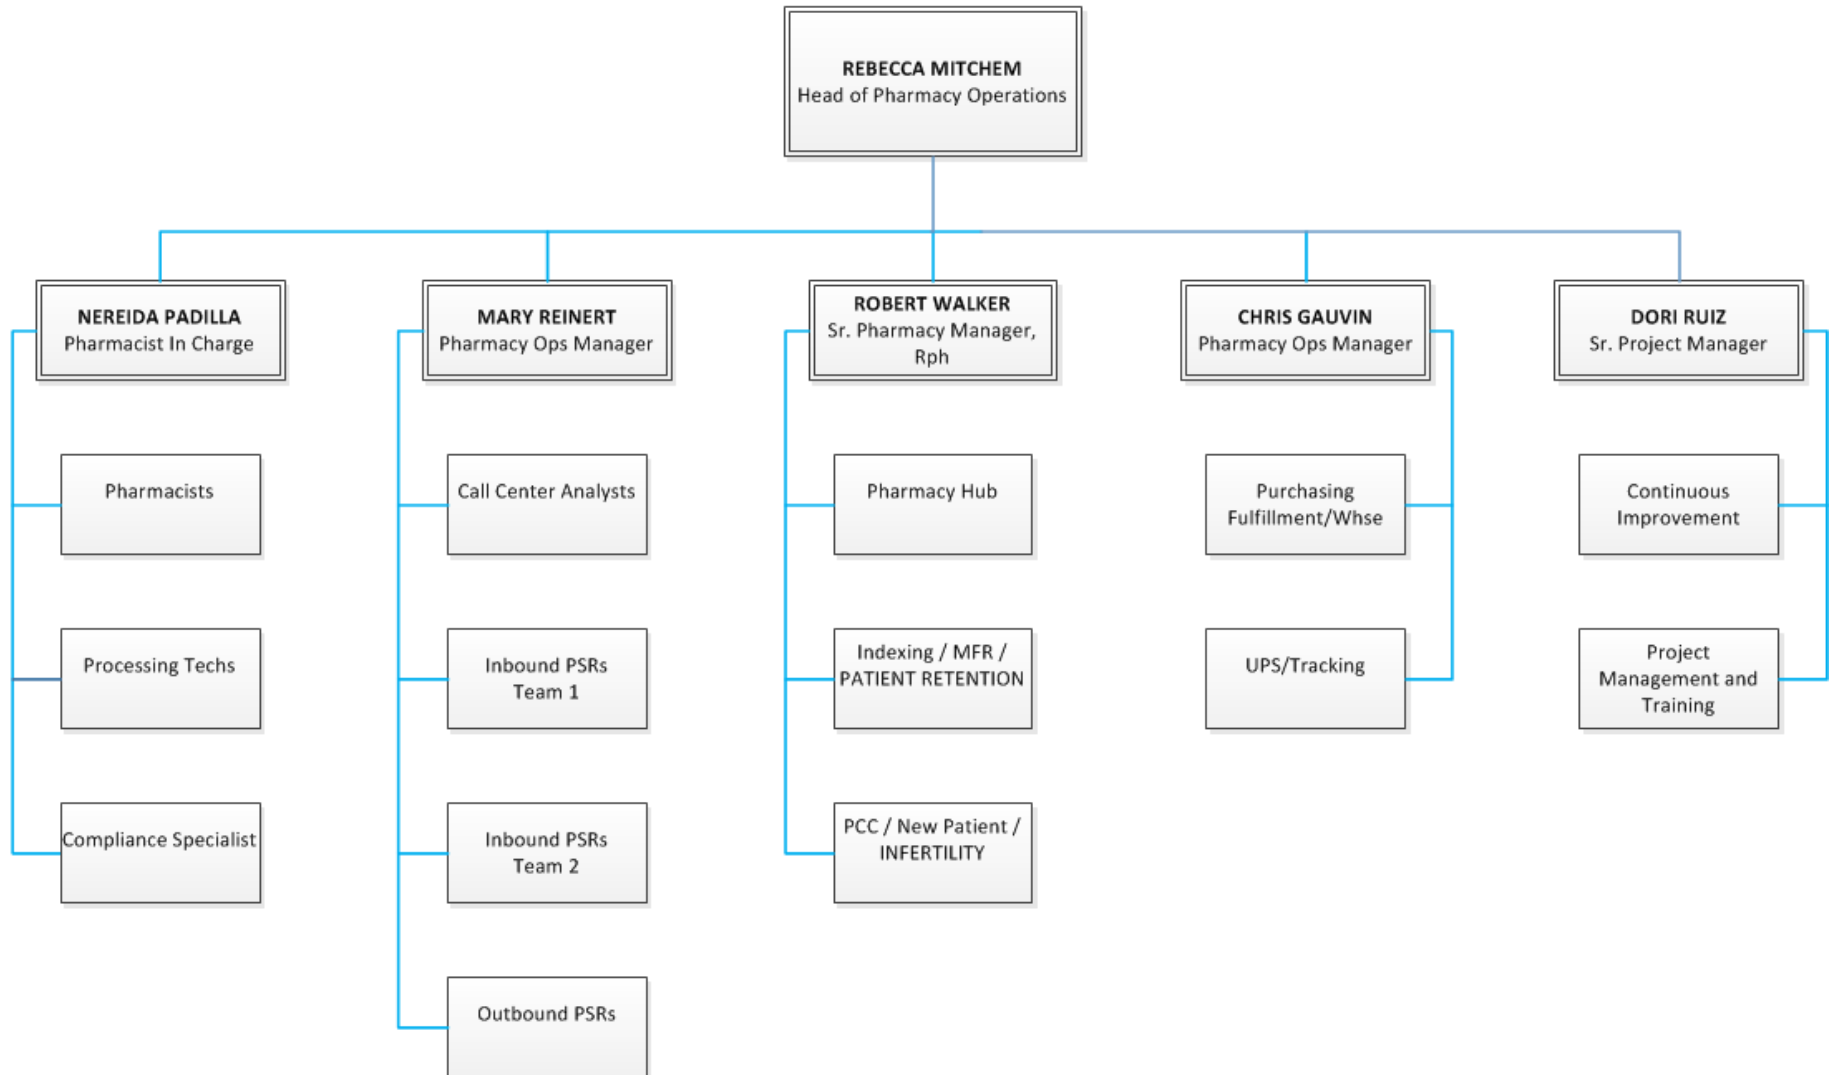 REBECCA MITCHEM
Head of Pharmacy Operations
NEREIDA PADILLA
Pharmacist In Charge
MARY REINERT
Pharmacy Ops Manager
ROBERT WALKER
Sr. Pharmacy Manager,
Rph
CHRIS GAUVIN
Pharmacy Ops Manager
DORI RUIZ
Sr. Project Manager
Pharmacists
Call Center Analysts
Pharmacy Hub
Purchasing
Fulfillment/Whse
Continuous
Improvement
Processing Techs
Inbound PSRs
Team 1
Indexing / MFR /
PATIENT RETENTION
UPS/Tracking
Project
Management and
Training
Compliance Specialist
Inbound PSRs
Team 2
PCC / New Patient /
INFERTILITY
Outbound PSRs